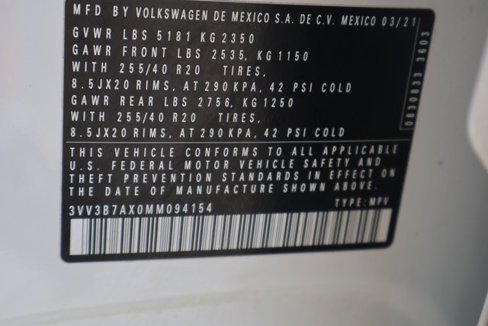 MFD BY VOLKSWAGEN DE MEXICO S.A. DE C.V. MEXICO 03/21
GVWR LBS 5181 KG 2350
GAWR FRONT LBS 2535, KG 1150
WITH 255/40 R20 TIRES,
8.5JX20 RIMS, AT 290 KPA, 42 PSI COLD
GAWR REAR LBS 2756, KG 1250
WITH 255/40 R20 TIRES,
8.5JX20 RIMS, AT 290 KPA, 42 PSI COLD
0830833 3603
THIS VEHICLE CONFORMS TO ALL APPLICABLE
U.S. FEDERAL MOTOR VEHICLE SAFETY AND
THEFT PREVENTION STANDARDS IN EFFECT ON
THE DATE OF MANUFACTURE SHOWN ABOVE.
3VV3B7AX0MM094154 TYPE: MPV